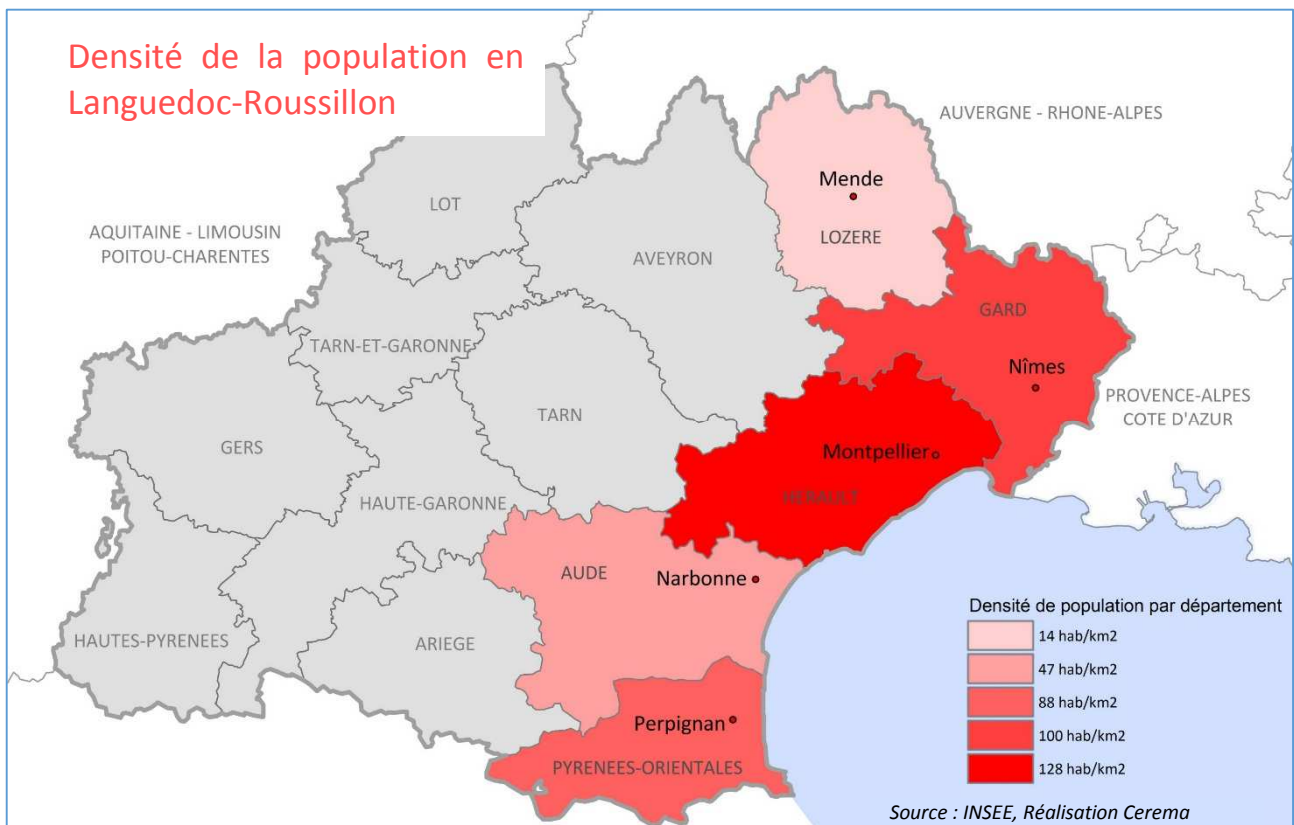 Densité de la population en
Languedoc-Roussillon
AUVERGNE - RHONE-ALPES
Mende
LOZERE
LOT
AQUITAINE - LIMOUSIN
POITOU-CHARENTES
AVEYRON
GARD
TARN-ET-GARONNE
Nîmes
PROVENCE-ALPES
COTE D'AZUR
TARN
GERS
Montpellier
HERAULT
HAUTE-GARONNE
AUDE
Narbonne
HAUTES-PYRENEES
ARIEGE
Perpignan
PYRENEES-ORIENTALES
Densité de population par département
14 hab/km2
47 hab/km2
88 hab/km2
100 hab/km2
128 hab/km2
Source : INSEE, Réalisation Cerema